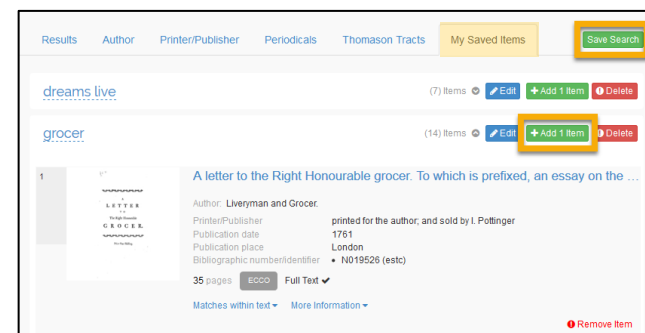 Results Author Printer/Publisher Periodicals Thomason Tracts My Saved Items Save Search
dreams live (7) Items Edit + Add 1 Item Delete
grocer (14) Items Edit + Add 1 Item Delete
1
A letter to the Right Honourable grocer. To which is prefixed, an essay on the ...
LETTER
GROCER.
Author: Liveryman and Grocer.
Printer/Publisher printed for the author; and sold by I. Pottinger
Publication date 1761
Publication place London
Bibliographic number/identifier • N019526 (estc)
35 pages ECCO Full Text ✔
Matches within text More Information
Remove Item